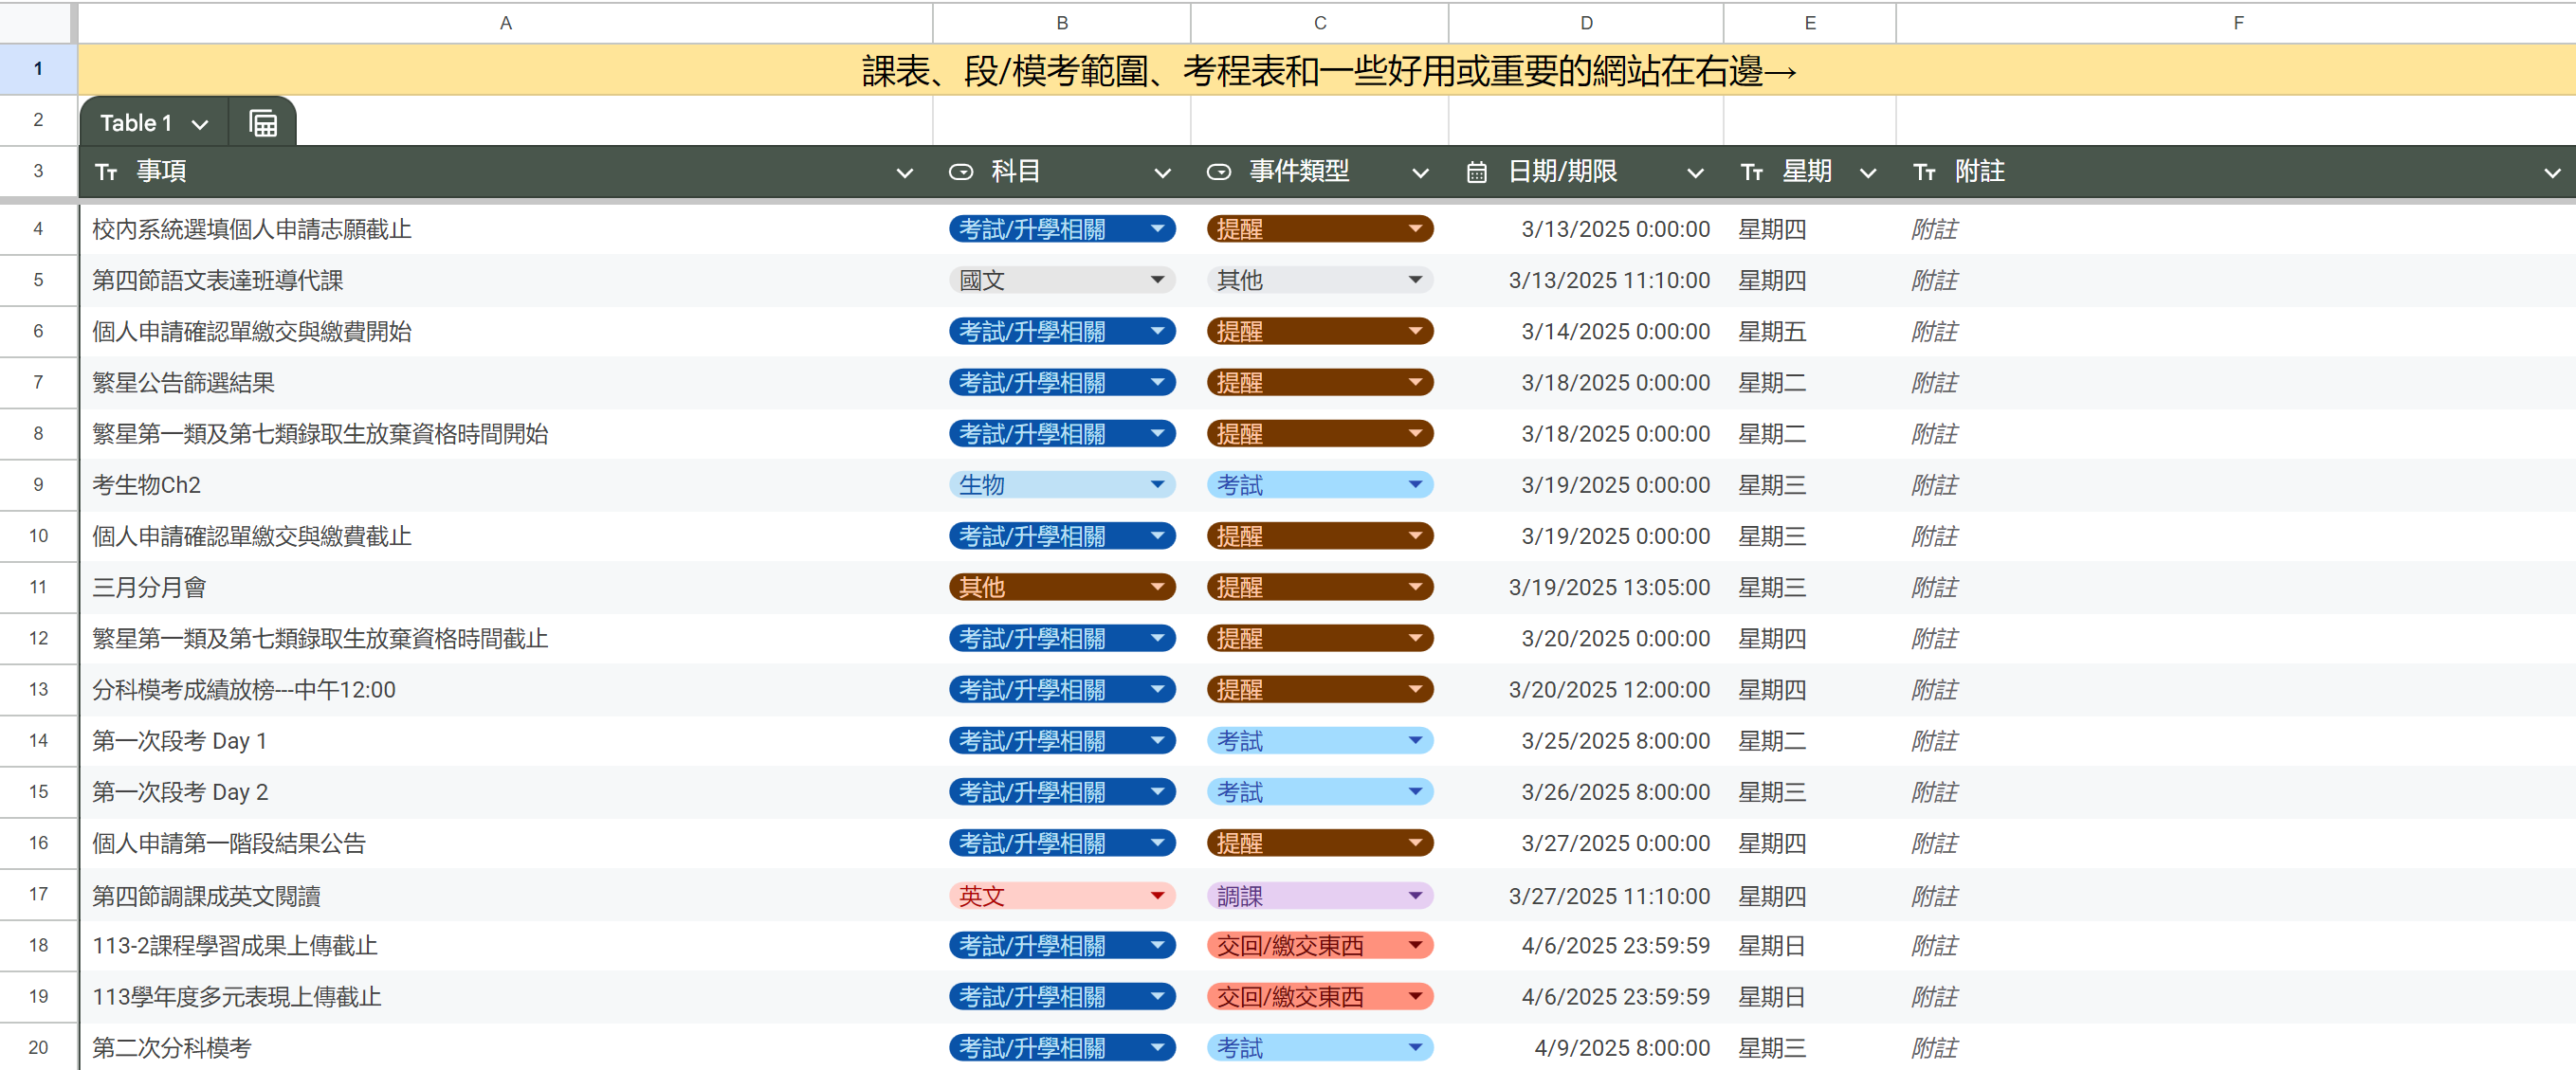 A B C D E F
1 課表、段/模考範圍、考程表和一些好用或重要的網站在右邊→
2 Table 1
3 事項 科目 事件類型 日期/期限 星期 附註
4 校內系統選填個人申請志願截止 考試/升學相關 提醒 3/13/2025 0:00:00 星期四 附註
5 第四節語文表達班導代課 國文 其他 3/13/2025 11:10:00 星期四 附註
6 個人申請確認單繳交與繳費開始 考試/升學相關 提醒 3/14/2025 0:00:00 星期五 附註
7 繁星公告篩選結果 考試/升學相關 提醒 3/18/2025 0:00:00 星期二 附註
8 繁星第一類及第七類錄取生放棄資格時間開始 考試/升學相關 提醒 3/18/2025 0:00:00 星期二 附註
9 考生物Ch2 生物 考試 3/19/2025 0:00:00 星期三 附註
10 個人申請確認單繳交與繳費截止 考試/升學相關 提醒 3/19/2025 0:00:00 星期三 附註
11 三月分月會 其他 提醒 3/19/2025 13:05:00 星期三 附註
12 繁星第一類及第七類錄取生放棄資格時間截止 考試/升學相關 提醒 3/20/2025 0:00:00 星期四 附註
13 分科模考成績放榜---中午12:00 考試/升學相關 提醒 3/20/2025 12:00:00 星期四 附註
14 第一次段考 Day 1 考試/升學相關 考試 3/25/2025 8:00:00 星期二 附註
15 第一次段考 Day 2 考試/升學相關 考試 3/26/2025 8:00:00 星期三 附註
16 個人申請第一階段結果公告 考試/升學相關 提醒 3/27/2025 0:00:00 星期四 附註
17 第四節調課成英文閱讀 英文 調課 3/27/2025 11:10:00 星期四 附註
18 113-2課程學習成果上傳截止 考試/升學相關 交回/繳交東西 4/6/2025 23:59:59 星期日 附註
19 113學年度多元表現上傳截止 考試/升學相關 交回/繳交東西 4/6/2025 23:59:59 星期日 附註
20 第二次分科模考 考試/升學相關 考試 4/9/2025 8:00:00 星期三 附註